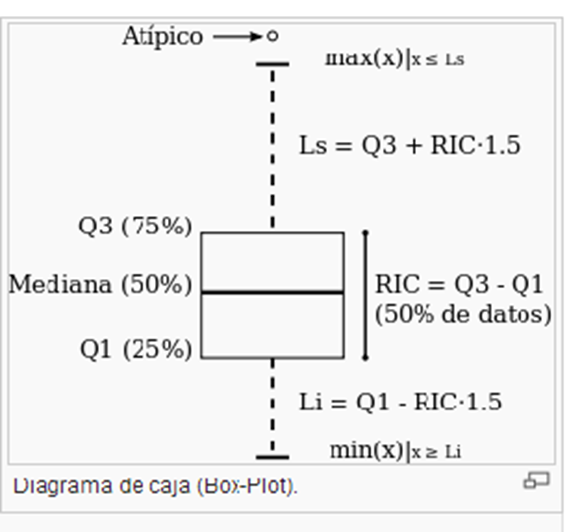 Atípico
max(x)|x ≤ Ls
Ls = Q3 + RIC·1.5
Q3 (75%)
Mediana (50%)
RIC = Q3 - Q1
(50% de datos)
Q1 (25%)
Li = Q1 - RIC·1.5
min(x)|x ≥ Li
Diagrama de caja (Box-Plot).